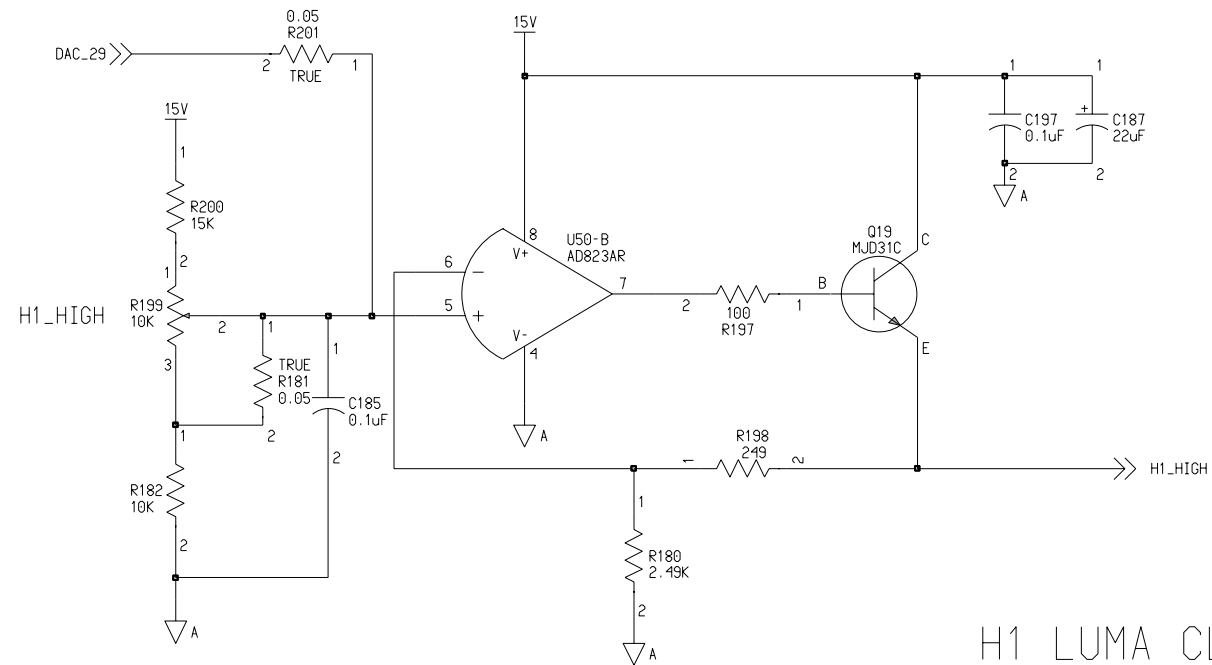 0.05
R201
DAC_29
2
1
TRUE
15V
15V
1
1
1
C197
0.1uF
+
C187
22uF
2
2
A
R200
15K
2
1
R199
10K
H1_HIGH
2
3
1
TRUE
R181
0.05
2
1
C185
0.1uF
2
1
R182
10K
2
A
6
5
8
V+
U50-B
AD823AR
7
V-
4
A
2
100
R197
1
Q19
MJD31C
B
C
E
R198
249
1
2
H1_HIGH
1
R180
2.49K
2
A
H1 LUMA CL